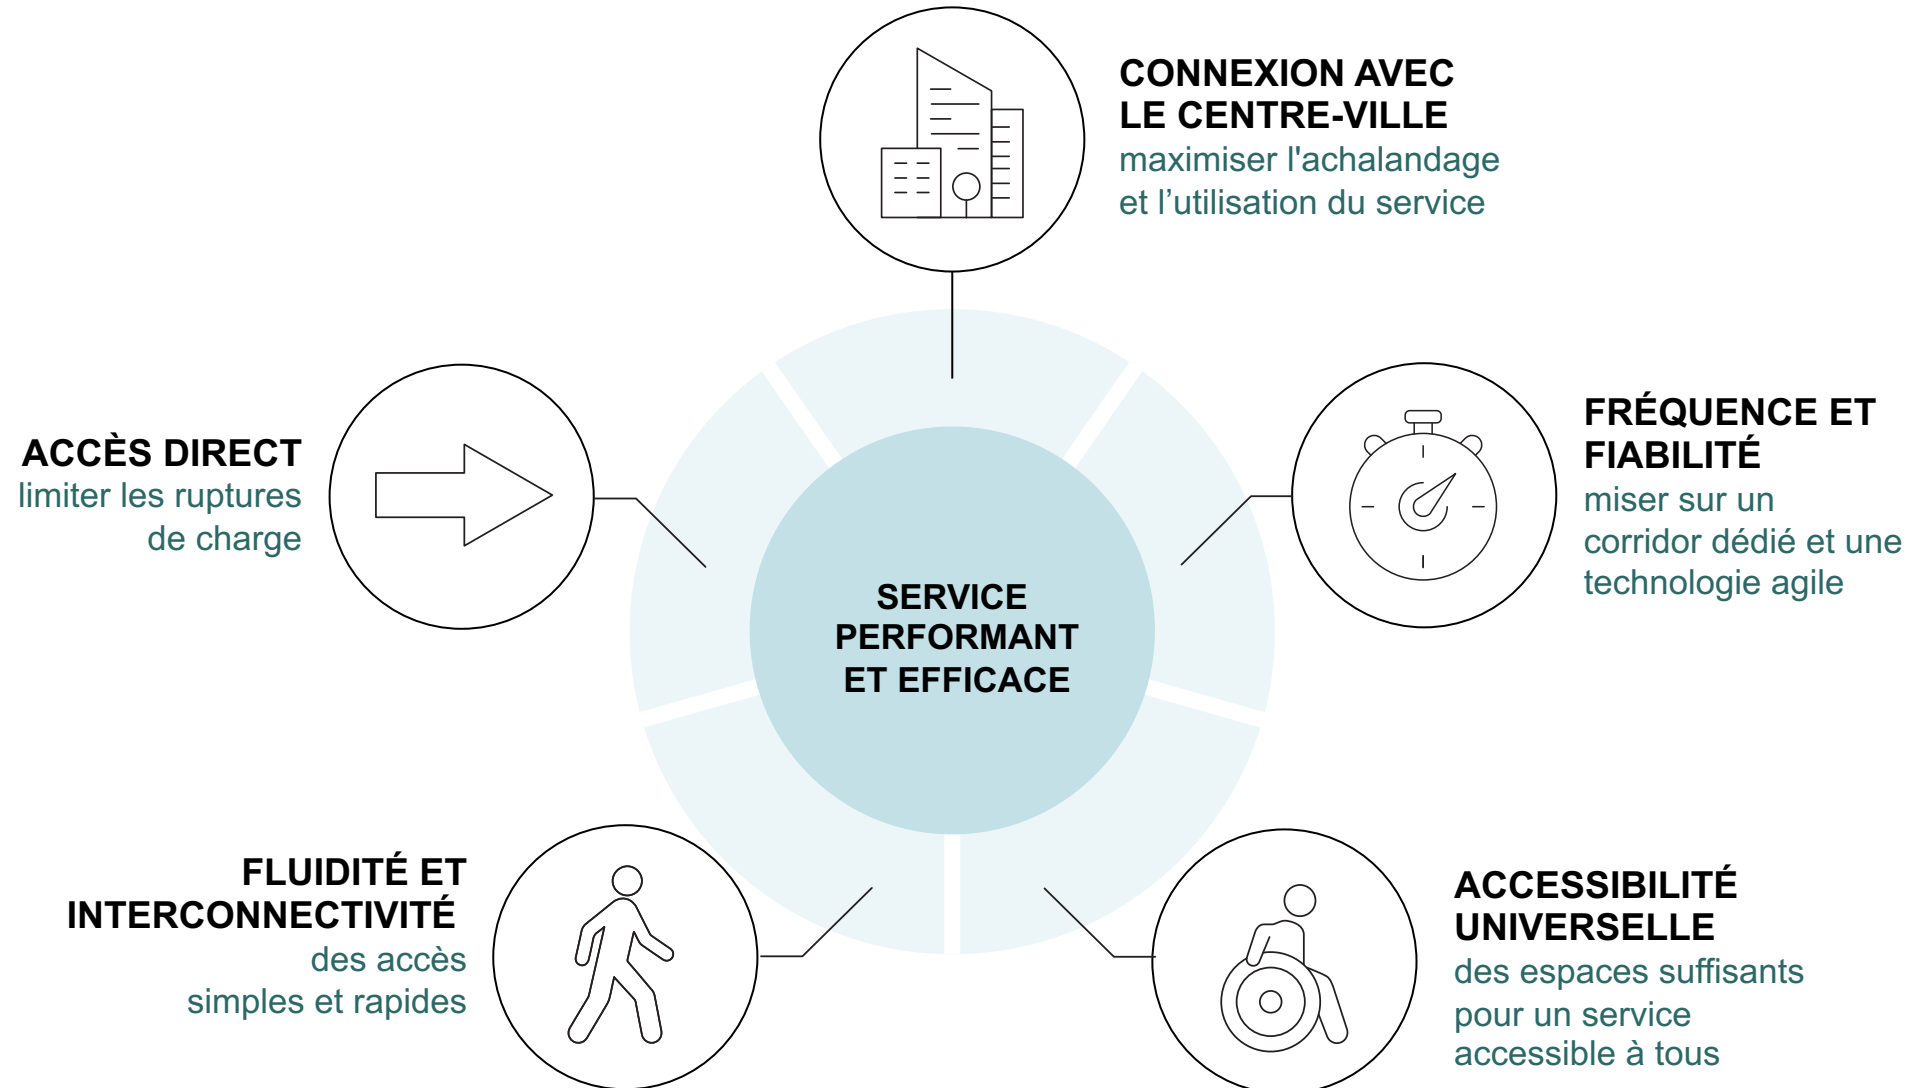 CONNEXION AVEC
LE CENTRE-VILLE
maximiser l'achalandage
et l’utilisation du service
ACCÈS DIRECT
limiter les ruptures
de charge
FRÉQUENCE ET
FIABILITÉ
miser sur un
corridor dédié et une
technologie agile
SERVICE
PERFORMANT
ET EFFICACE
FLUIDITÉ ET
INTERCONNECTIVITÉ
des accès
simples et rapides
ACCESSIBILITÉ
UNIVERSELLE
des espaces suffisants
pour un service
accessible à tous